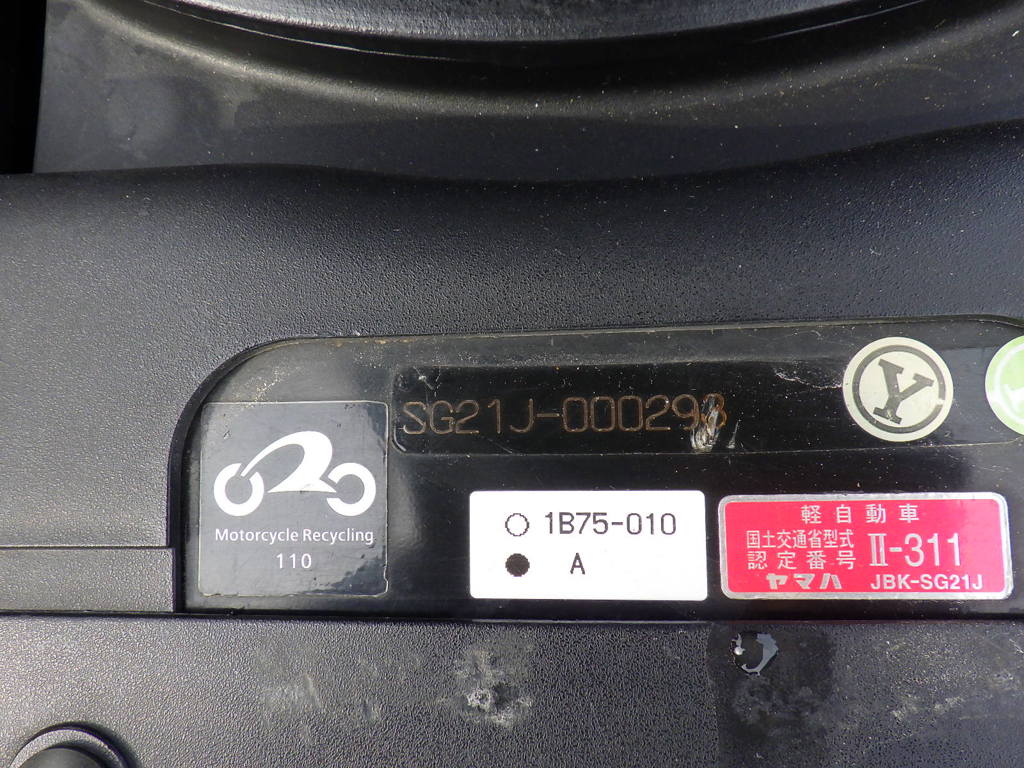 SG21J-000298
Y
Motorcycle Recycling
110
○ 1B75-010
● A
軽自動車
国土交通省型式
認定番号 Ⅱ-311
ヤマハ JBK-SG21J